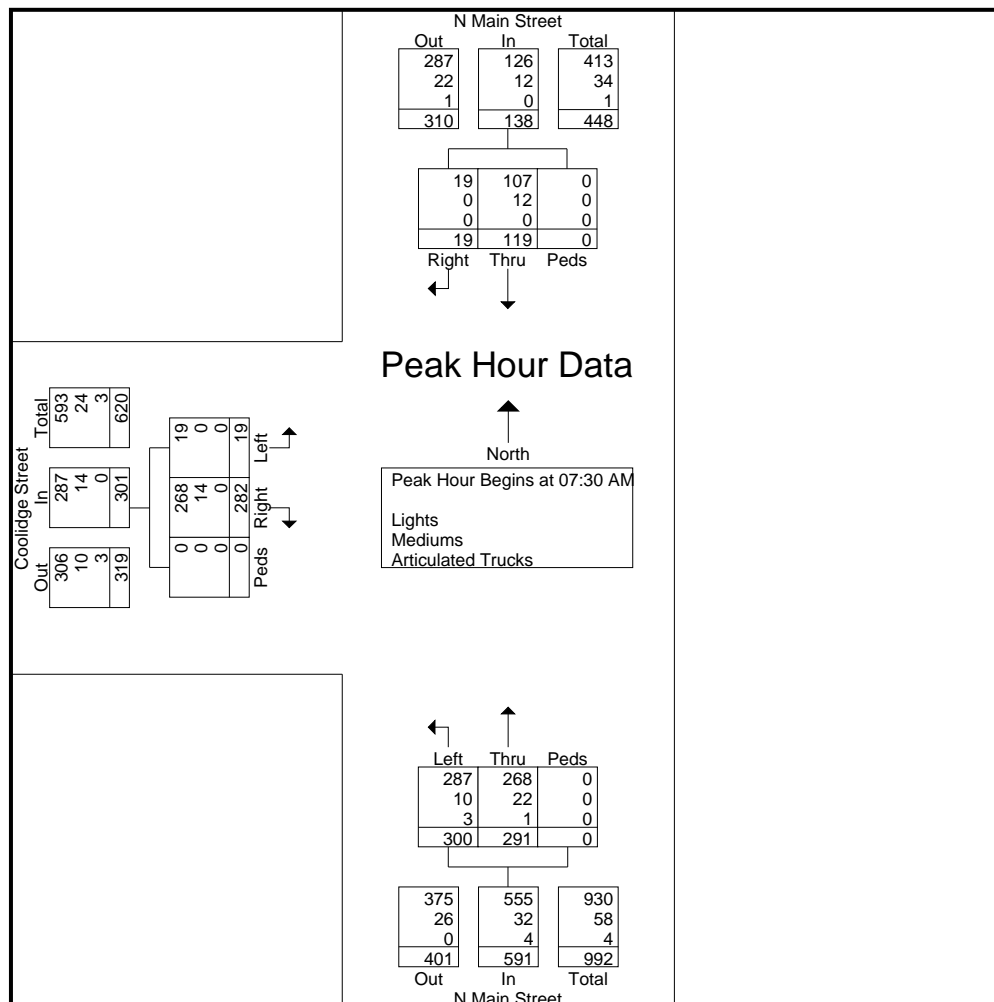 N Main Street
Out In Total
287 126 413
22 12 34
1 0 1
310 138 448
19 107 0
0 12 0
0 0 0
19 119 0
Right Thru Peds
Peak Hour Data
North
Peak Hour Begins at 07:30 AM
Lights
Mediums
Articulated Trucks
Coolidge Street
Out In Total
306 287 593
10 14 24
3 0 3
319 301 620
0 268 19
0 14 0
0 0 0
0 282 19
Peds Right Left
Left Thru Peds
287 268 0
10 22 0
3 1 0
300 291 0
375 555 930
26 32 58
0 4 4
401 591 992
Out In Total
N Main Street